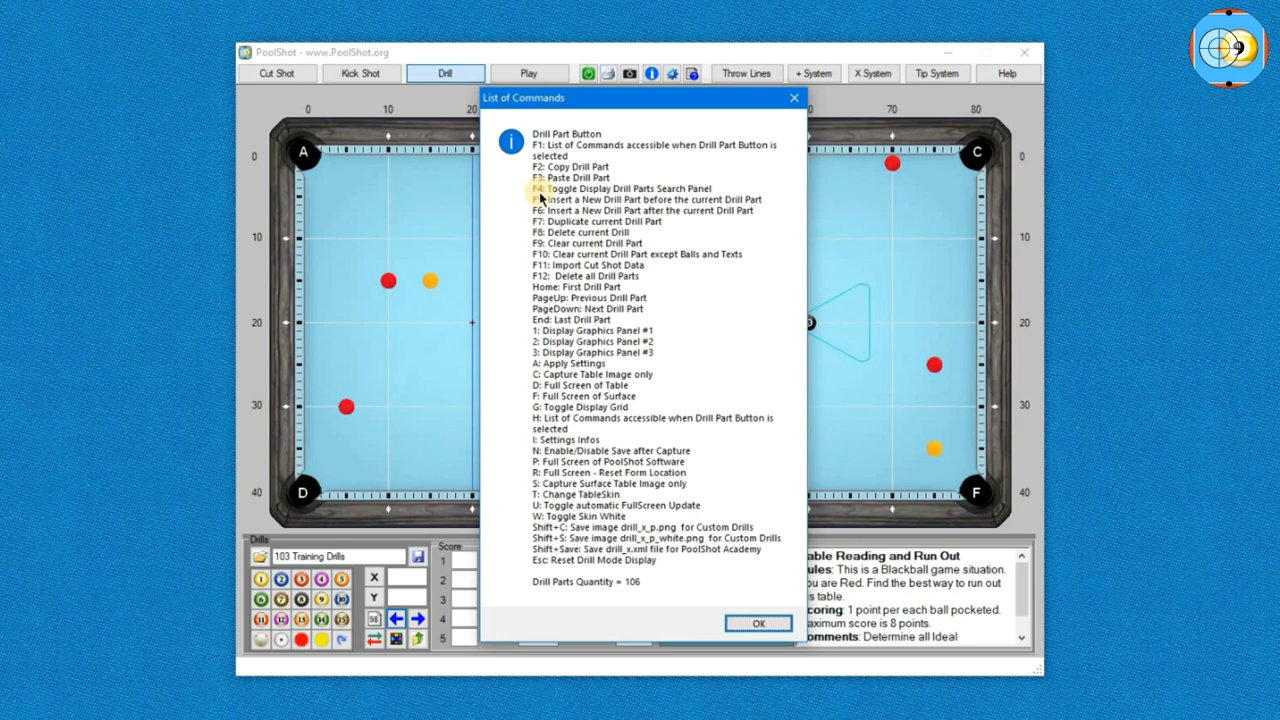 PoolShot - www.PoolShot.org
Cut Shot Kick Shot Drill Play Throw Lines + System X System Tip System Help
List of Commands
0 10 20 70 80
A C
0 0
10 10
20 20
30 30
40 40
D F
Drill Part Button
F1: List of Commands accessible when Drill Part Button is
selected
F2: Copy Drill Part
F3: Paste Drill Part
F4: Toggle Display Drill Parts Search Panel
Insert a New Drill Part before the current Drill Part
F6: Insert a New Drill Part after the current Drill Part
F7: Duplicate current Drill Part
F8: Delete current Drill
F9: Clear current Drill Part
F10: Clear current Drill Part except Balls and Texts
F11: Import Cut Shot Data
F12: Delete all Drill Parts
Home: First Drill Part
PageUp: Previous Drill Part
PageDown: Next Drill Part
End: Last Drill Part
1: Display Graphics Panel #1
2: Display Graphics Panel #2
3: Display Graphics Panel #3
A: Apply Settings
C: Capture Table Image only
D: Full Screen of Table
F: Full Screen of Surface
G: Toggle Display Grid
H: List of Commands accessible when Drill Part Button is
selected
I: Settings Infos
N: Enable/Disable Save after Capture
P: Full Screen of PoolShot Software
R: Full Screen - Reset Form Location
S: Capture Surface Table Image only
T: Change TableSkin
U: Toggle automatic FullScreen Update
W: Toggle Skin White
Shift+C: Save image drill_x_p.png for Custom Drills
Shift+S: Save image drill_x_p_white.png for Custom Drills
Shift+Save: Save drill_x.xml file for PoolShot Academy
Esc: Reset Drill Mode Display
Drill Parts Quantity = 106
OK
Drills
103 Training Drills
X
Y
Score
1
2
3
4
5
able Reading and Run Out
ules: This is a Blackball game situation.
ou are Red. Find the best way to run out
is table.
coring: 1 point per each ball pocketed.
aximum score is 8 points.
omments: Determine all Ideal